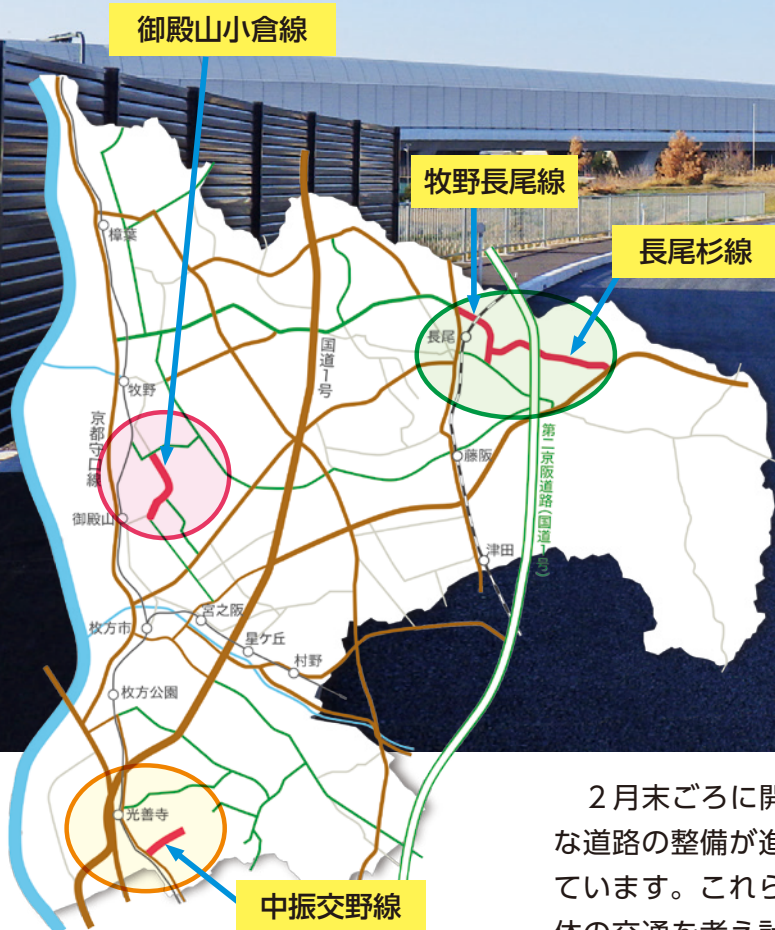 御殿山小倉線
牧野長尾線
長尾杉線
樟葉
国道1号
長尾
牧野
京都守口線
藤阪
第二京阪道路(国道1号)
御殿山
津田
宮之阪
枚方市
星ケ丘
村野
枚方公園
光善寺
中振交野線
2月末ごろに開
な道路の整備が進
ています。これら